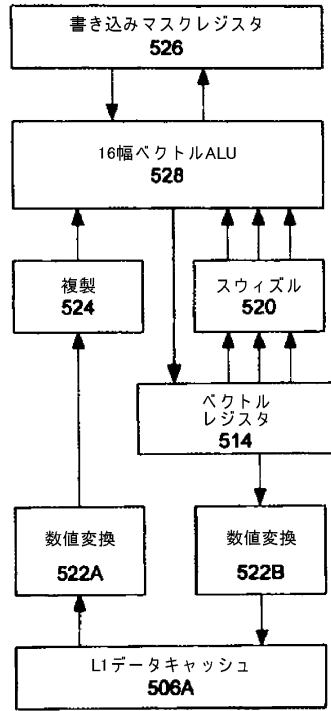 書き込みマスクレジスタ
526
16幅ベクトルALU
528
複製
524
スウィズル
520
ベクトル
レジスタ
514
数値変換
522A
数値変換
522B
L1データキャッシュ
506A